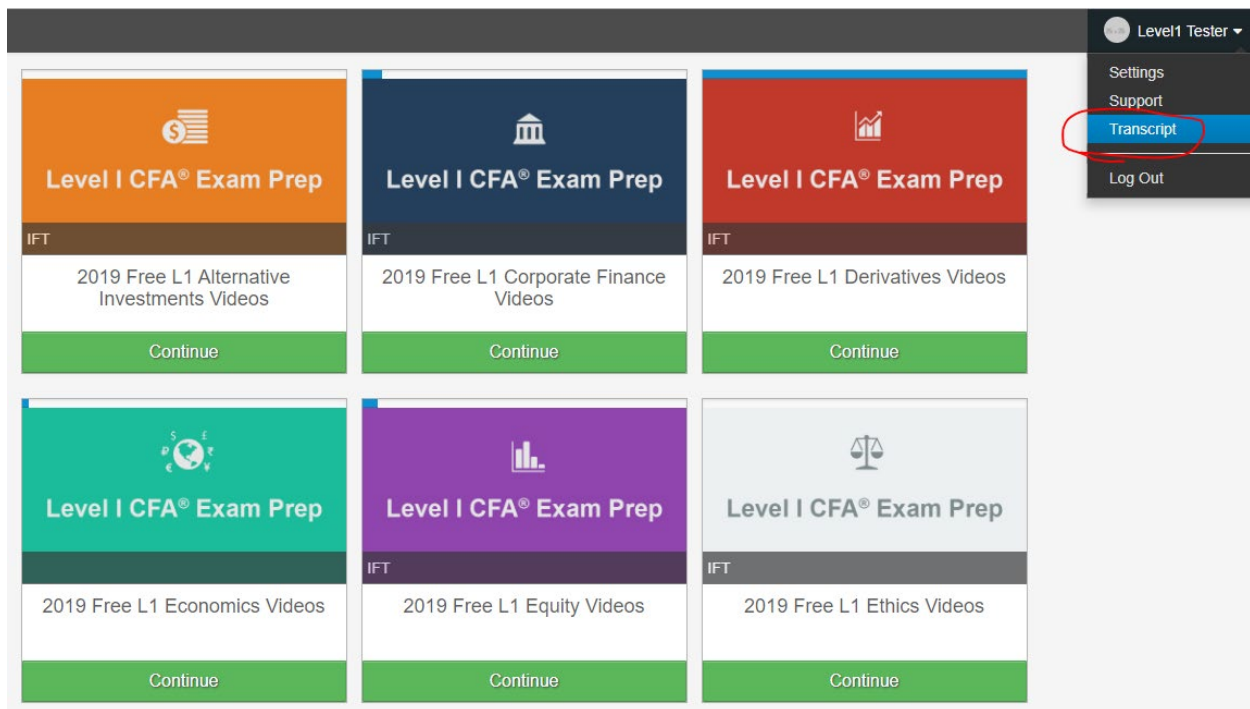 Level1 Tester
Settings
Support
Transcript
Log Out
Level I CFA® Exam Prep
IFT
2019 Free L1 Alternative
Investments Videos
Continue
Level I CFA® Exam Prep
IFT
2019 Free L1 Corporate Finance
Videos
Continue
Level I CFA® Exam Prep
IFT
2019 Free L1 Derivatives Videos
Continue
Level I CFA® Exam Prep
2019 Free L1 Economics Videos
Continue
Level I CFA® Exam Prep
IFT
2019 Free L1 Equity Videos
Continue
Level I CFA® Exam Prep
IFT
2019 Free L1 Ethics Videos
Continue